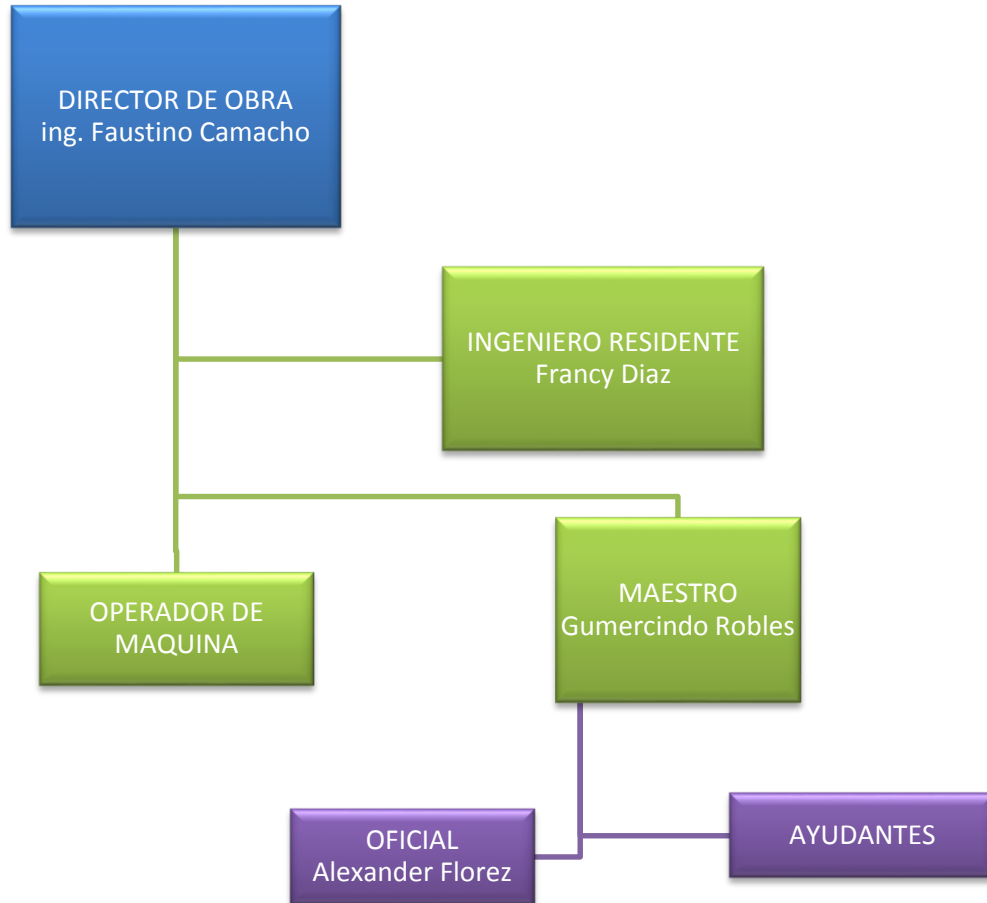 DIRECTOR DE OBRA
ing. Faustino Camacho
INGENIERO RESIDENTE
Francy Diaz
OPERADOR DE
MAQUINA
MAESTRO
Gumercindo Robles
OFICIAL
Alexander Florez
AYUDANTES